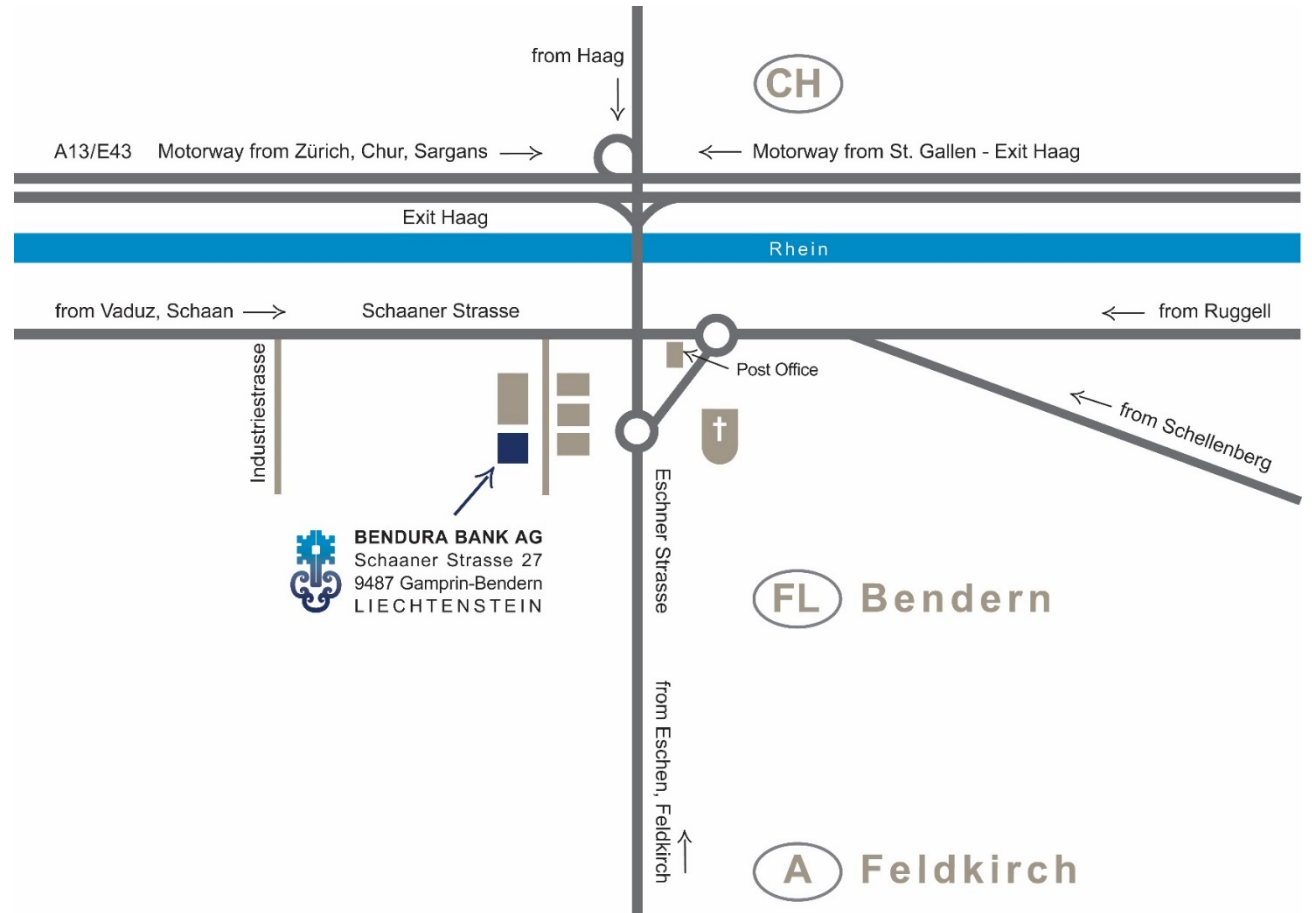 from Haag
CH
A13/E43 Motorway from Zürich, Chur, Sargans
Motorway from St. Gallen - Exit Haag
Exit Haag
Rhein
from Vaduz, Schaan
Schaaner Strasse
from Ruggell
Industriestrasse
Post Office
from Schellenberg
Eschner Strasse
BENDURA BANK AG
Schaaner Strasse 27
9487 Gamprin-Bendern
LIECHTENSTEIN
FL Bendern
from Eschen, Feldkirch
A Feldkirch